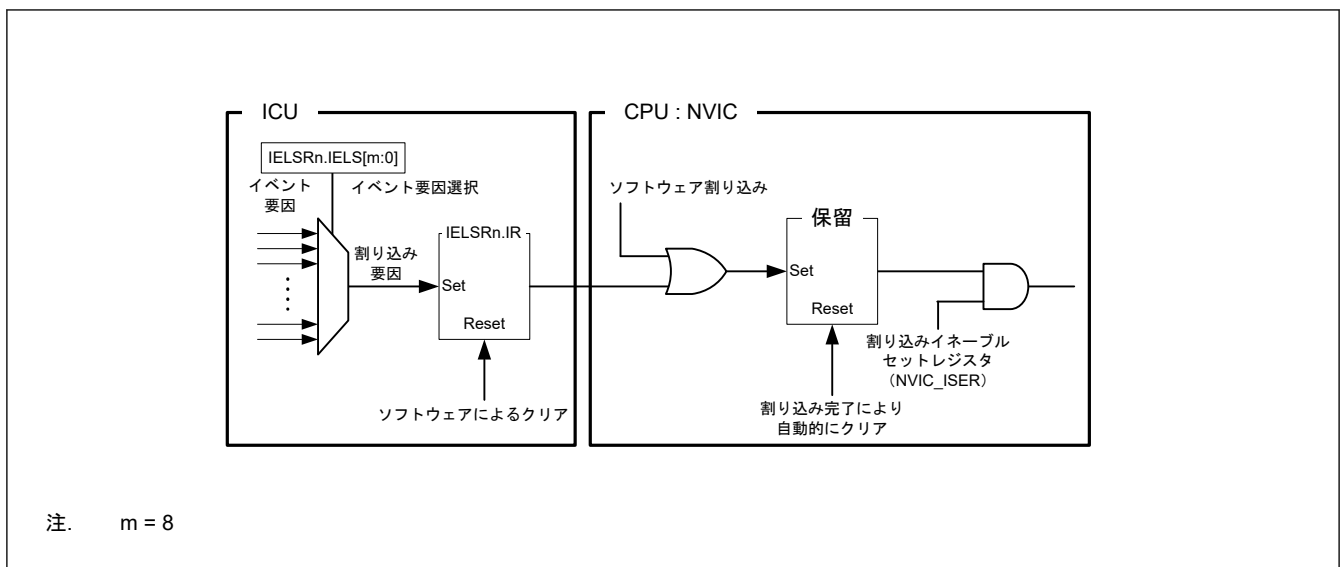 ICU
IELSRn.IELS[m:0]
イベント
要因
イベント要因選択
割り込み
要因
IELSRn.IR
Set
Reset
ソフトウェアによるクリア
CPU : NVIC
ソフトウェア割り込み
保留
Set
Reset
割り込み完了により
自動的にクリア
割り込みイネーブル
セットレジスタ
（NVIC_ISER）
注. m = 8